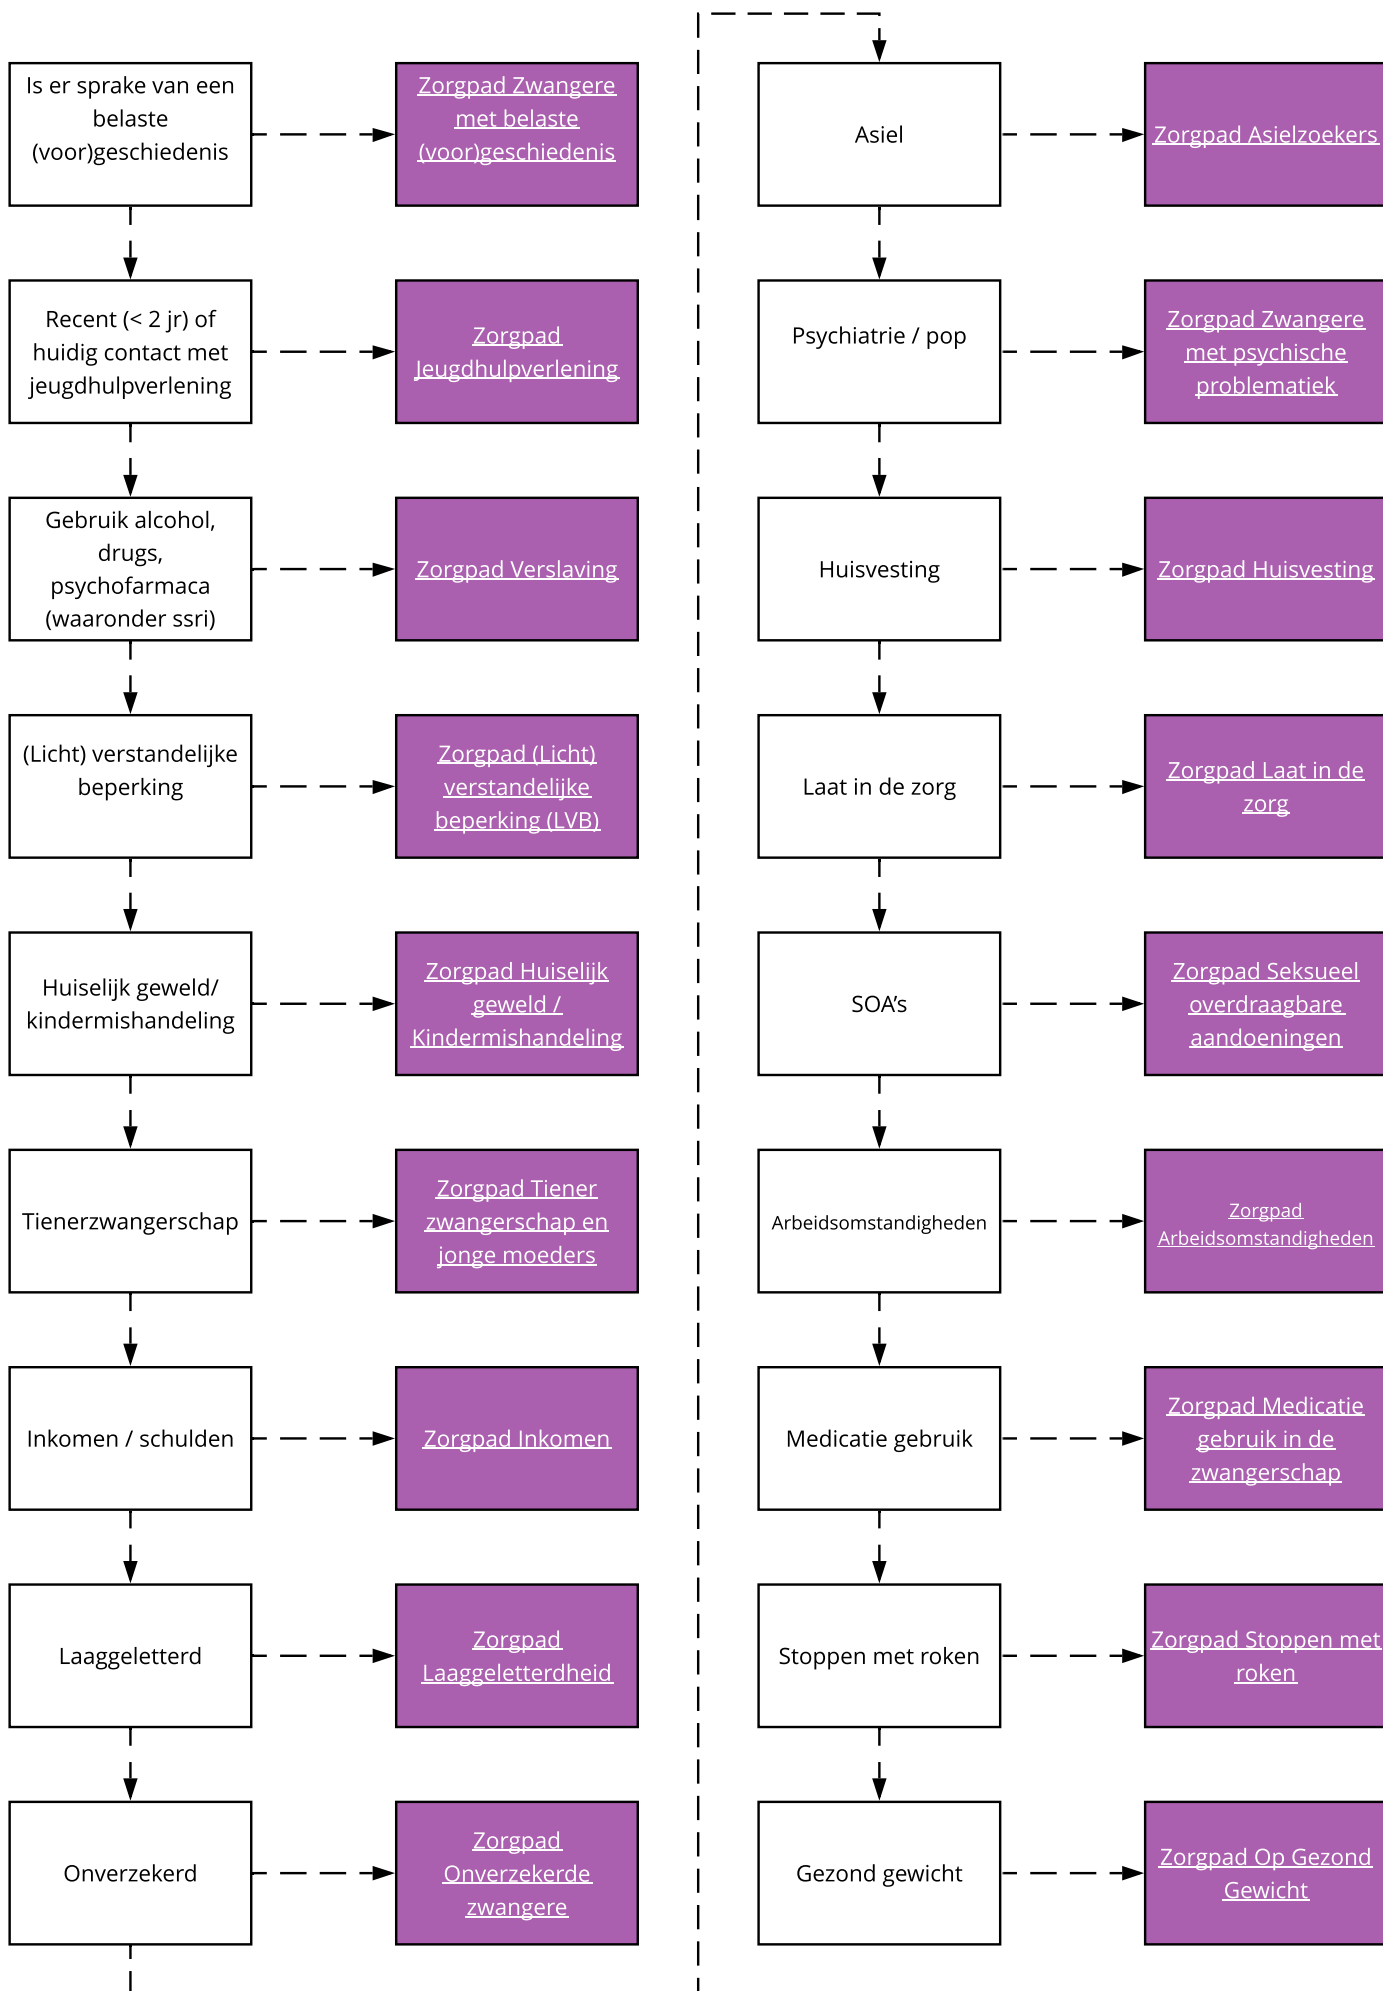 Is er sprake van een
belaste
(voor)geschiedenis
Zorgpad Zwangere
met belaste
(voor)geschiedenis
Recent (< 2 jr) of
huidig contact met
jeugdhulpverlening
Zorgpad
Jeugdhulpverlening
Gebruik alcohol,
drugs,
psychofarmaca
(waaronder ssri)
Zorgpad Verslaving
(Licht) verstandelijke
beperking
Zorgpad (Licht)
verstandelijke
beperking (LVB)
Huiselijk geweld/
kindermishandeling
Zorgpad Huiselijk
geweld /
Kindermishandeling
Tienerzwangerschap
Zorgpad Tiener
zwangerschap en
jonge moeders
Inkomen / schulden
Zorgpad Inkomen
Laaggeletterd
Zorgpad
Laaggeletterdheid
Onverzekerd
Zorgpad
Onverzekerde
zwangere
Asiel
Zorgpad Asielzoekers
Psychiatrie / pop
Zorgpad Zwangere
met psychische
problematiek
Huisvesting
Zorgpad Huisvesting
Laat in de zorg
Zorgpad Laat in de
zorg
SOA’s
Zorgpad Seksueel
overdraagbare
aandoeningen
Arbeidsomstandigheden
Zorgpad
Arbeidsomstandigheden
Medicatie gebruik
Zorgpad Medicatie
gebruik in de
zwangerschap
Stoppen met roken
Zorgpad Stoppen met
roken
Gezond gewicht
Zorgpad Op Gezond
Gewicht